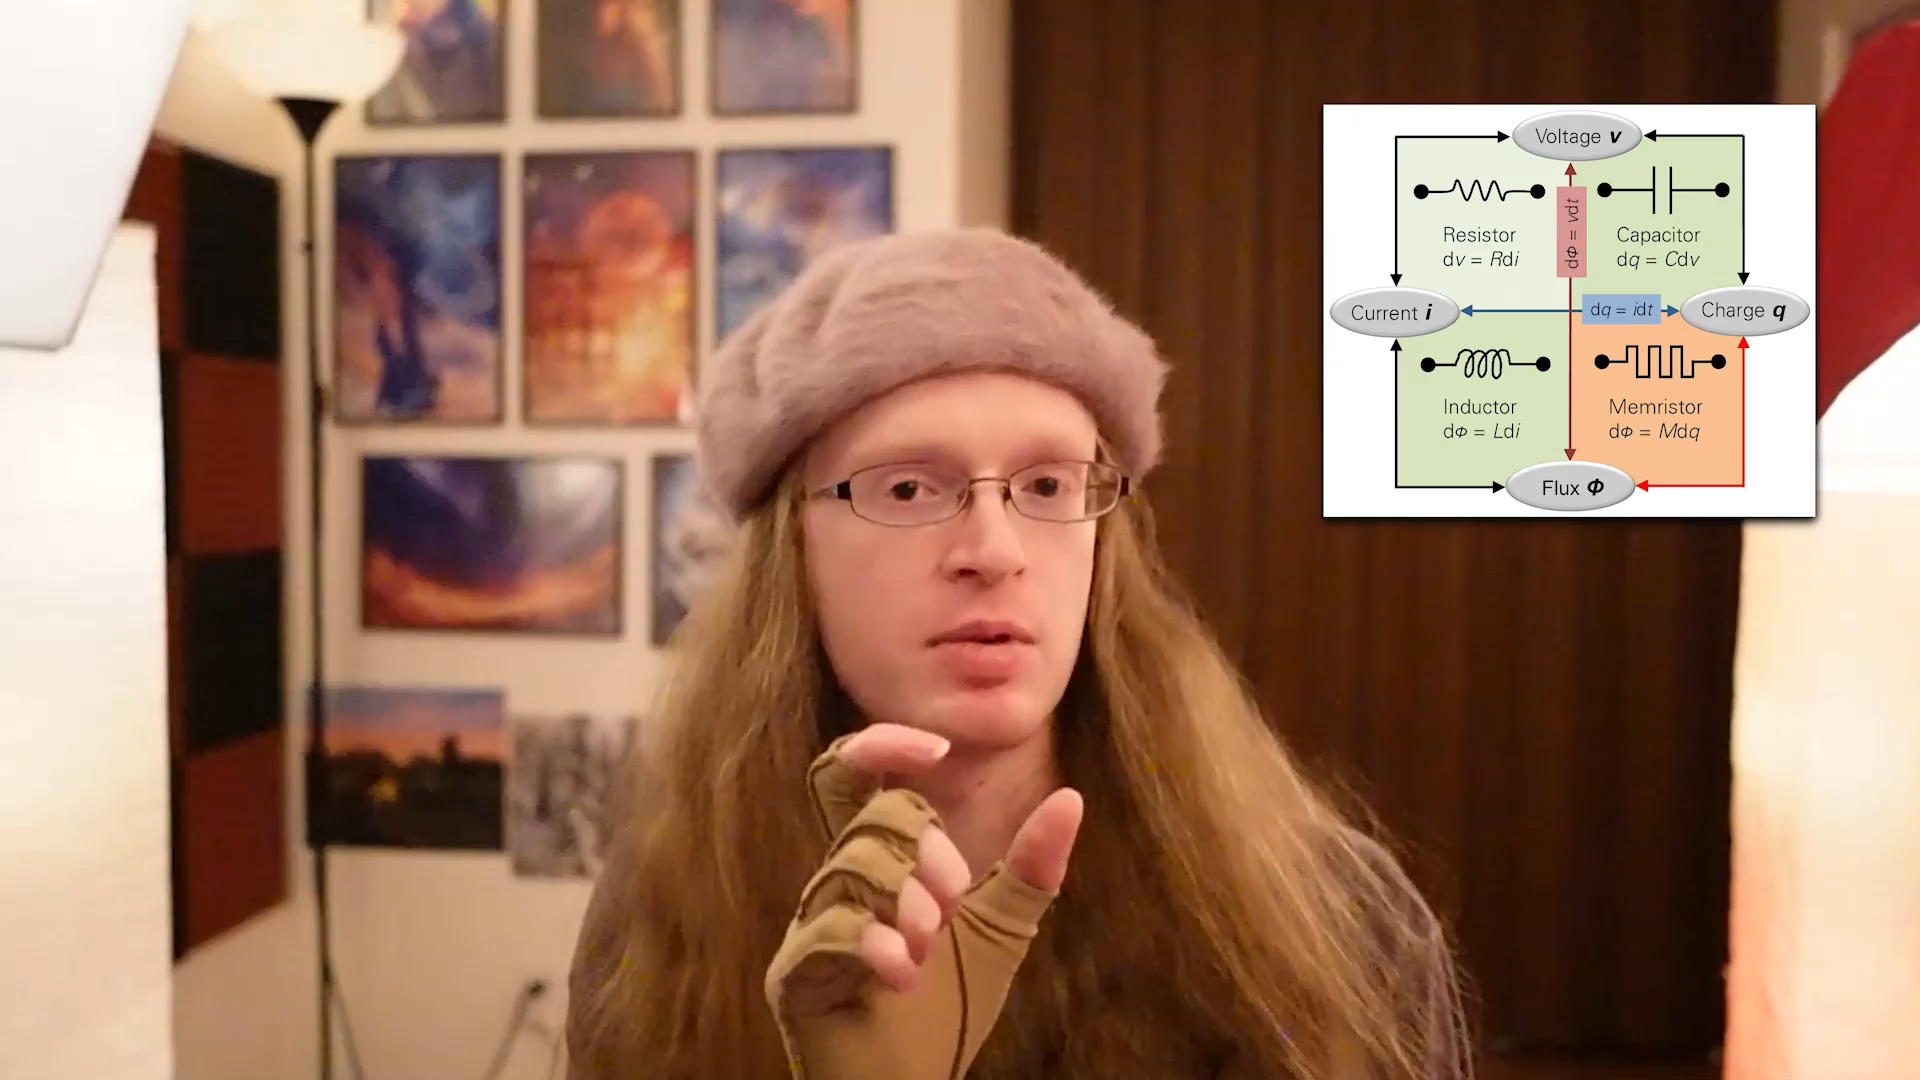 Voltage v
Resistor
dv = Rdi
dΦ = vdt
Capacitor
dq = Cdv
Current i
dq = idt
Charge q
Inductor
dΦ = Ldi
Memristor
dΦ = Mdq
Flux Φ